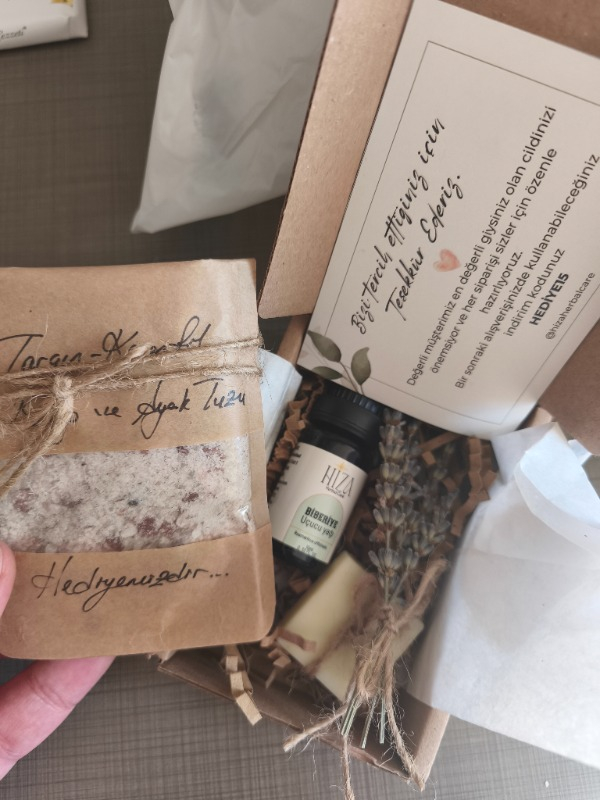 Bizi tercih ettiğiniz için
Teşekkür Ederiz.
Değerli müşterimiz en değerli giysiniz olan cildinizi
önemsiyor ve her siparişi sizler için özenle
hazırlıyoruz.
Bir sonraki alışverişinizde kullanabileceğiniz
indirim kodunuz
HEDİYE15
@hizaherbalcare
ve Ayak Tuzu
Hediyenizdir...
HIZA
BİBERİYE
Uçucu yağ